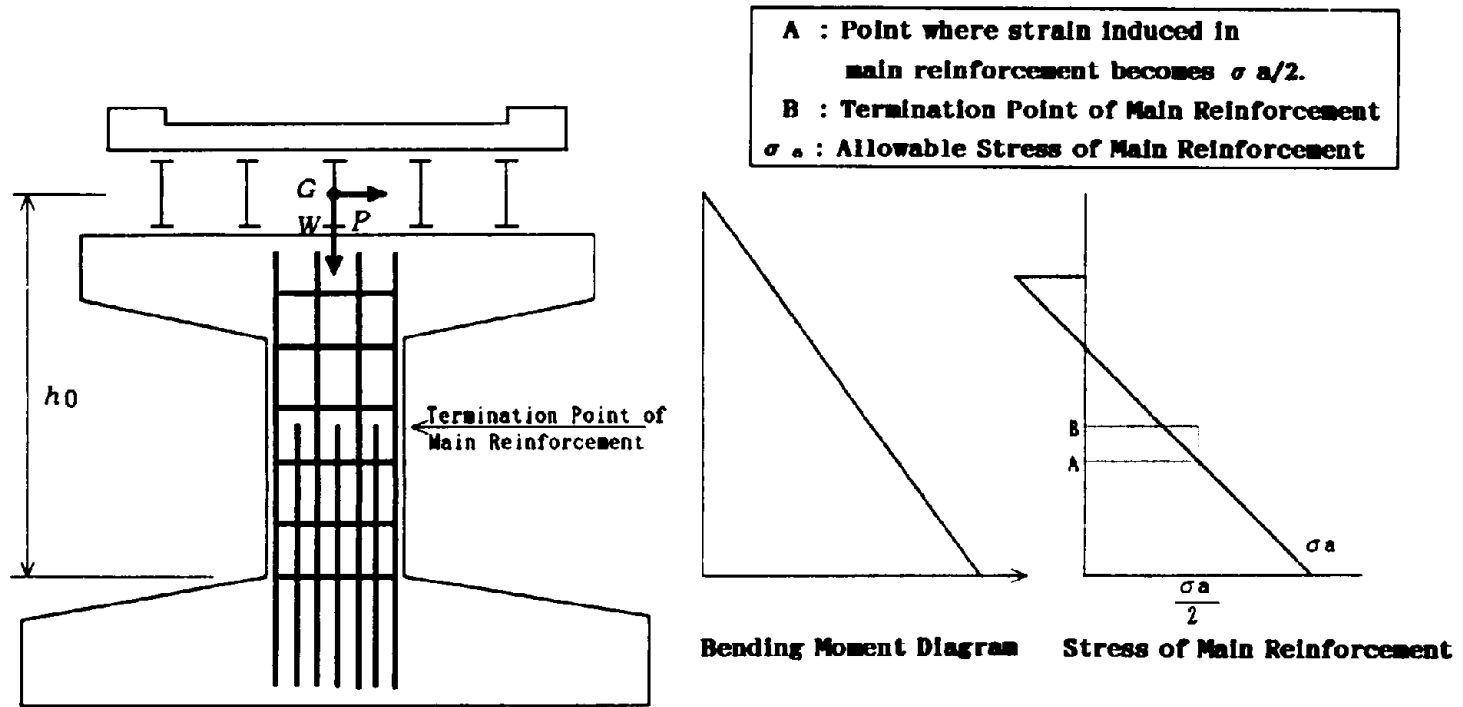 A : Point where strain induced in
main reinforcement becomes σ a/2.
B : Termination Point of Main Reinforcement
σ a : Allowable Stress of Main Reinforcement
G
W P
h0
Termination Point of
Main Reinforcement
B
A
σa
σa
2
Bending Moment Diagram
Stress of Main Reinforcement